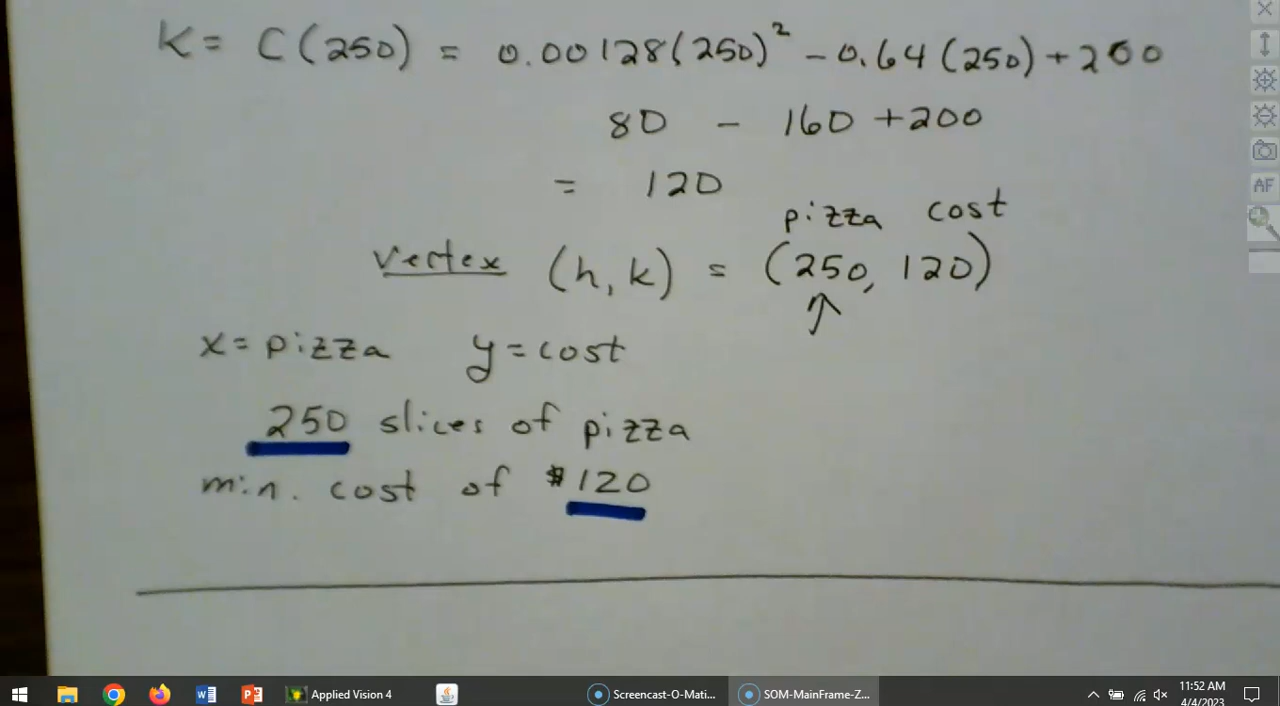 K = C(250) = 0.00128(250)² - 0.64(250) + 200
80 - 160 + 200
= 120
pizza cost
vertex (h, k) = (250, 120)
x = pizza y = cost
250 slices of pizza
min. cost of $120
AF
Applied Vision 4
Screencast-O-Mati...
SOM-MainFrame-Z...
11:52 AM
4/4/2023